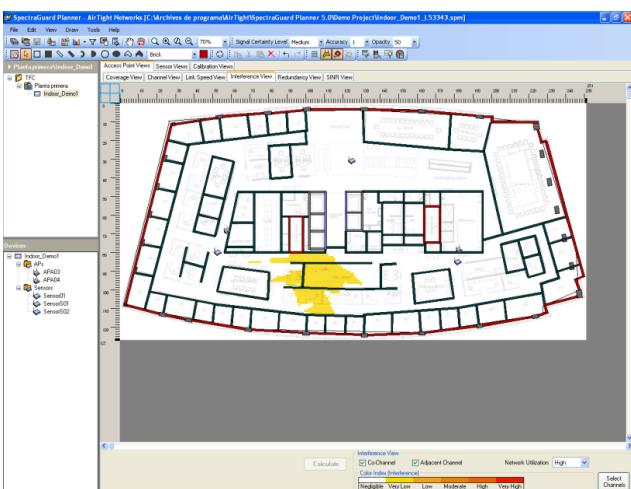 SpectraGuard Planner - AirTight Networks [C:\Archivos de programa\AirTight\SpectraGuard Planner 5.0\Demo Project\Indoor_Demo1_I.53343.spm]
File Edit View Draw Tools Help
70% Signal Certainty Level Medium Accuracy 1 Opacity 50
Brick
Planta primera\Indoor_Demo1
Access Point Views Sensor Views Calibration Views
Coverage View Channel View Link Speed View Interference View Redundancy View SINR View
TFC
Planta primera
Indoor_Demo1
Devices
Indoor_Demo1
APs
APA03
APA04
Sensors
Sensor01
SensorS01
SensorS02
Calculate
Interference View
Co-Channel Adjacent Channel Network Utilization High
Color Index (Interference)
Negligible Very Low Low Moderate High Very High
Select Channels